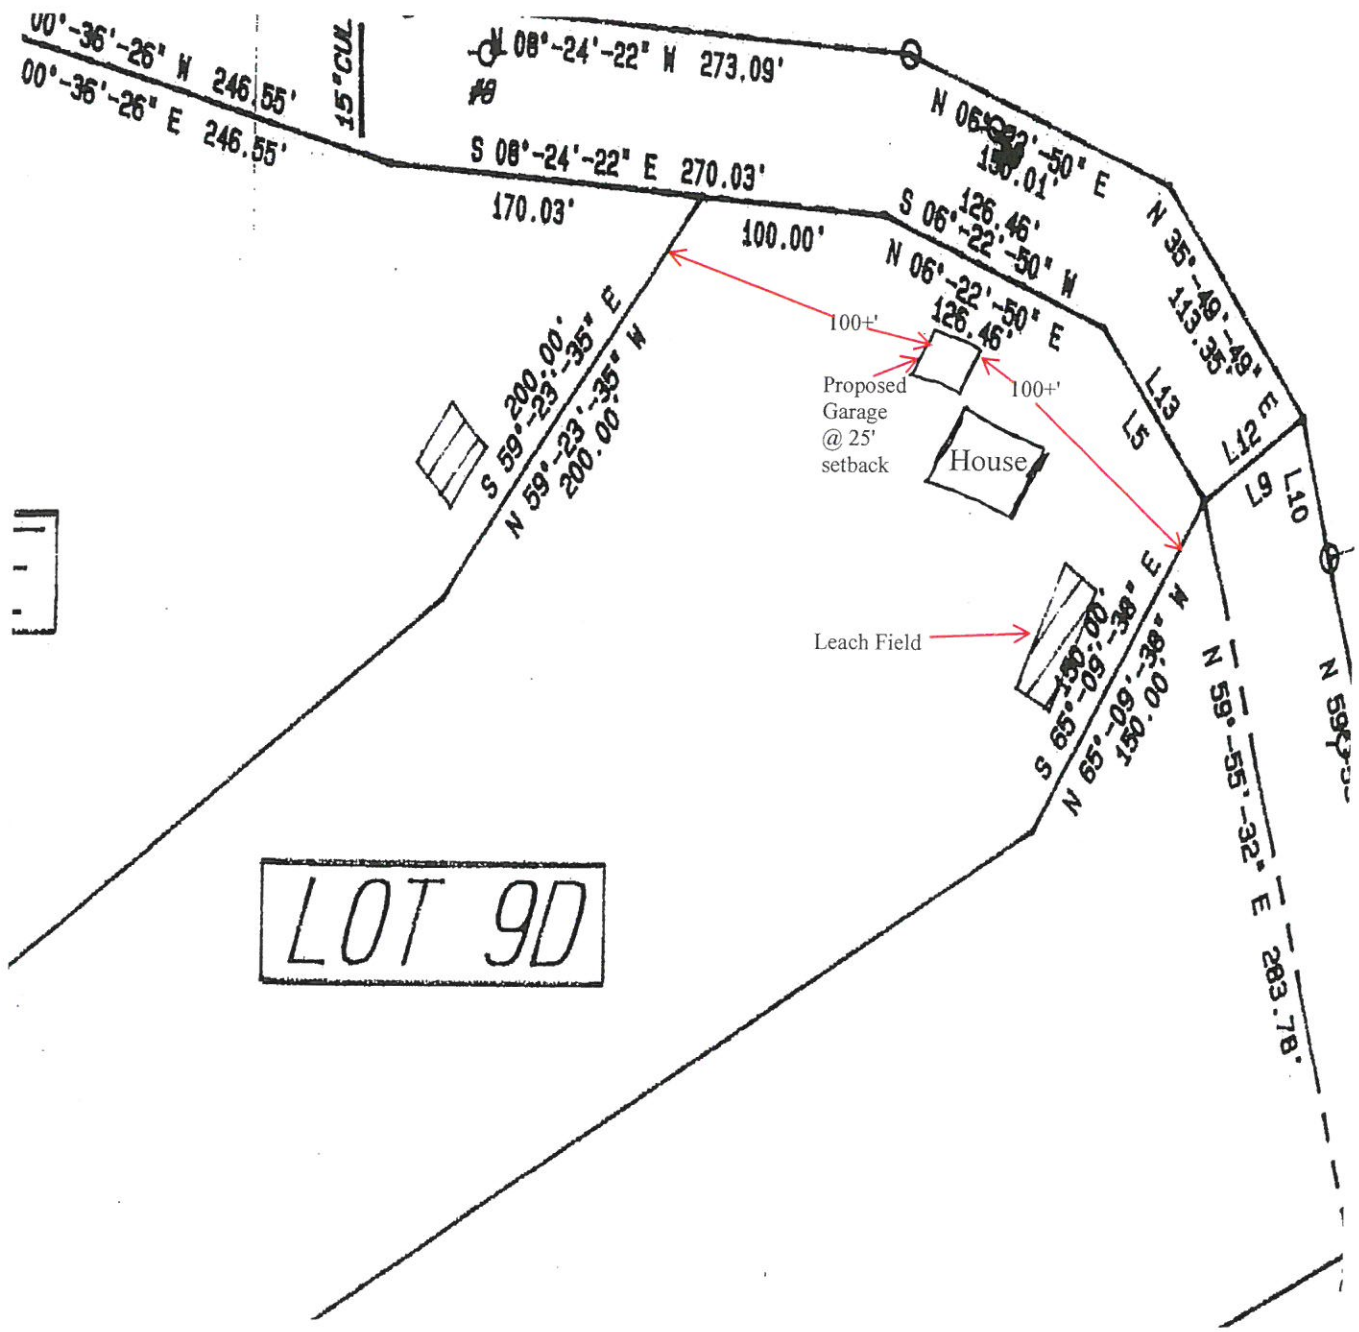 00°-36'-26" W 246.55'
00°-36'-26" E 246.55'
15"CUL
N 08°-24'-22" W 273.09'
#8
S 08°-24'-22" E 270.03'
170.03'
100.00'
-50" E
126.46'
S 06°-22'-50" W
N 06°-22'-50" E
126.46'
N 35°-49'-49" E
113.35'
100+'
100+'
Proposed
Garage
@ 25'
setback
House
L13
L5
L12
L9
L10
200.00'
S 59°-23'-35" E
N 59°-23'-35" W
200.00'
Leach Field
150.00'
S 65°-09'-38" E
N 65°-09'-38" W
150.00'
N 59°-55'-32" E 283.78'
LOT 9D